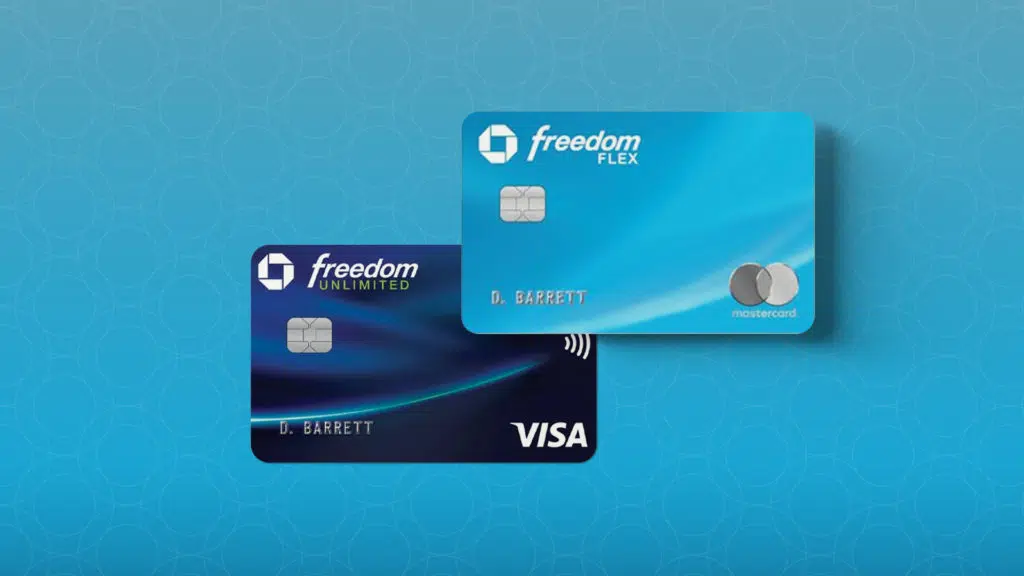 freedom
FLEX
D. BARRETT
mastercard
freedom
UNLIMITED
D. BARRETT
VISA